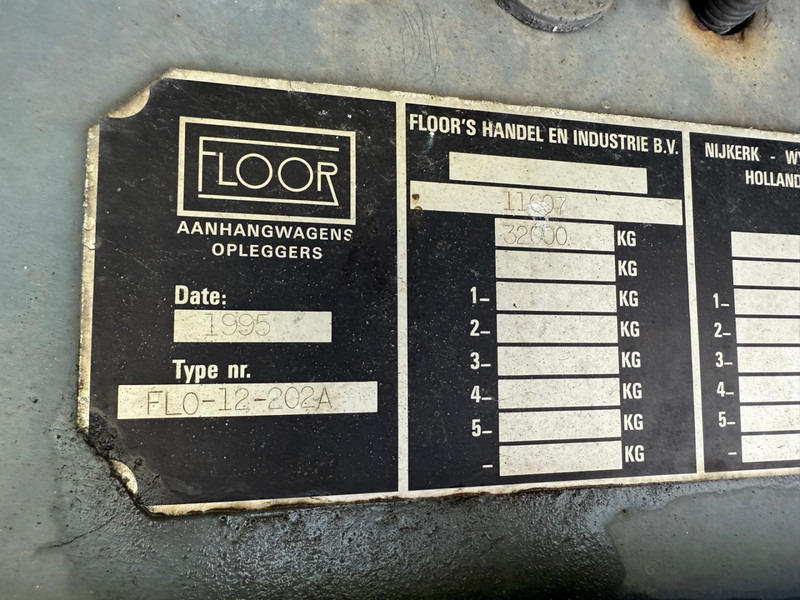 FLOOR
AANHANGWAGENS
OPLEGGERS
Date:
1995
Type nr.
FLO-12-202A
FLOOR'S HANDEL EN INDUSTRIE B.V.
11607
32000 KG
KG
1- KG
2- KG
3- KG
4- KG
5- KG
- KG
NIJKERK -
HOLLAND
1-
2-
3-
4-
5-
-